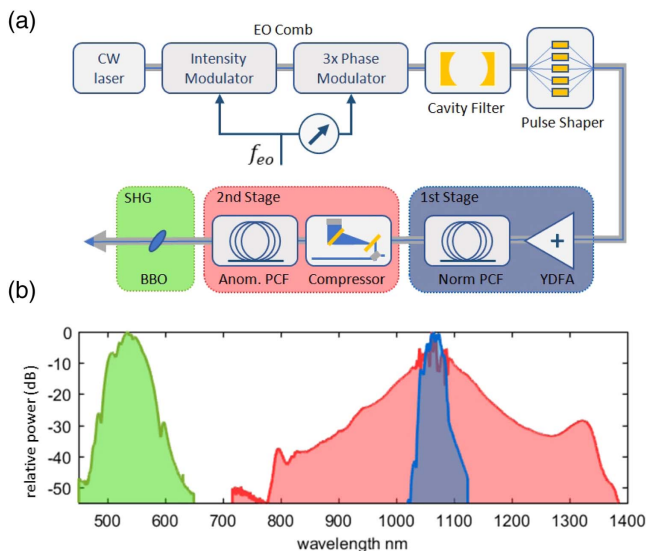 (a)
EO Comb
CW
laser
Intensity
Modulator
3x Phase
Modulator
Cavity Filter
Pulse Shaper
f_eo
SHG
2nd Stage
1st Stage
BBO
Anom. PCF
Compressor
Norm PCF
+
YDFA
(b)
relative power (dB)
0
-10
-20
-30
-40
-50
500
600
700
800
900
1000
1100
1200
1300
1400
wavelength nm